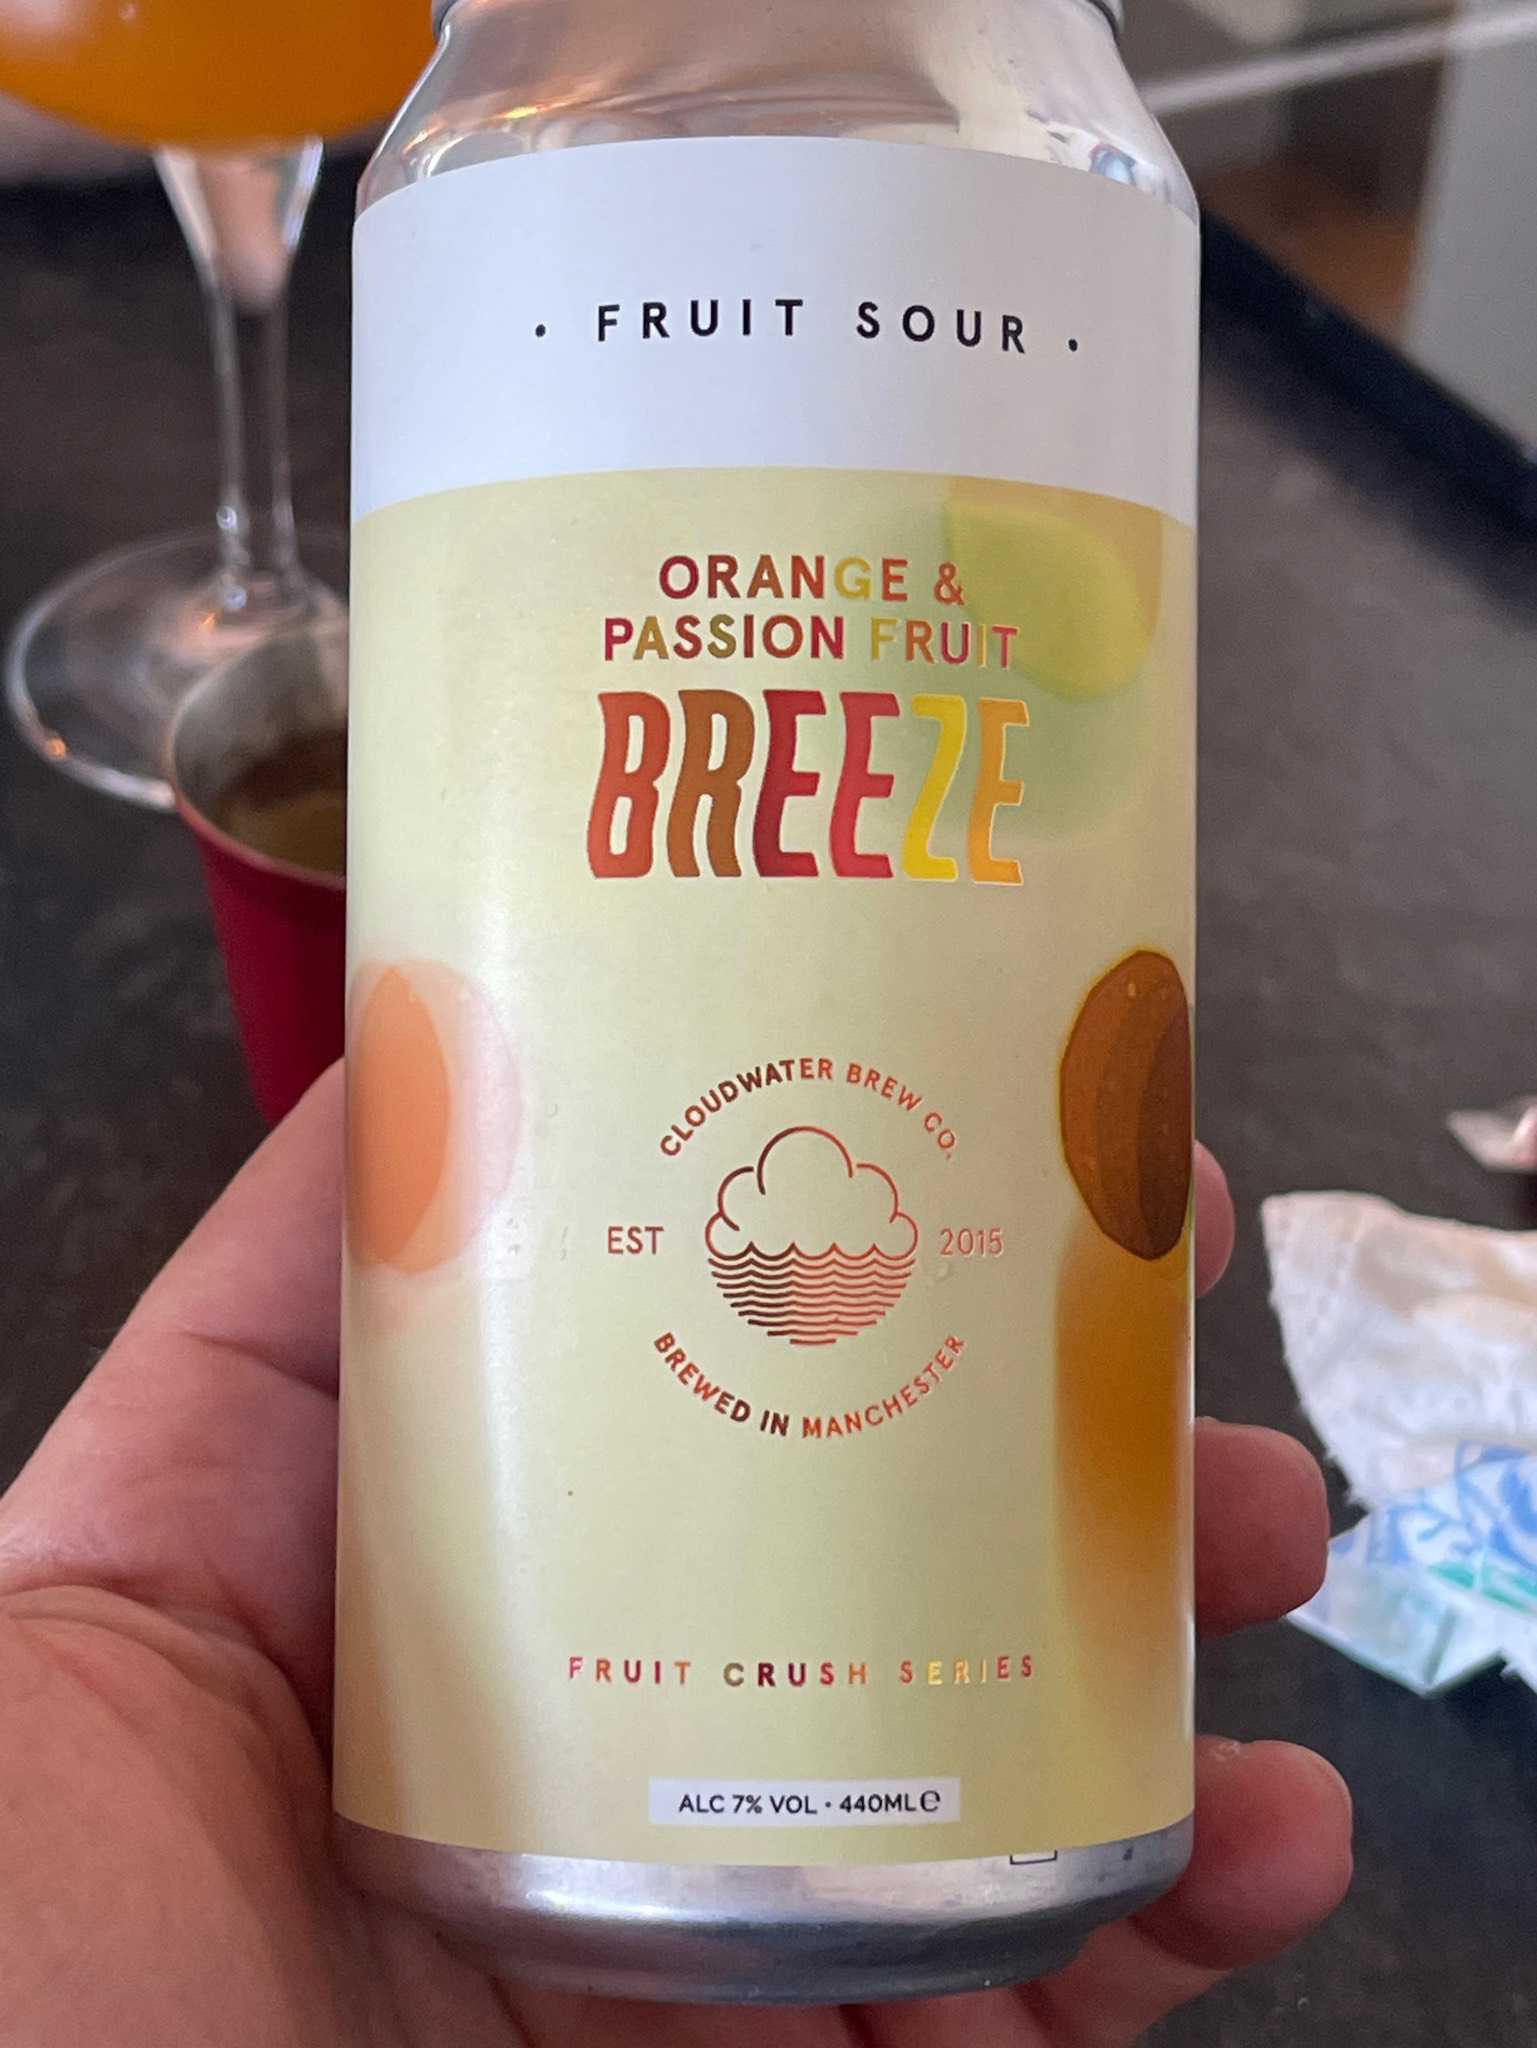 · FRUIT SOUR ·
ORANGE &
PASSION FRUIT
BREEZE
CLOUDWATER BREW CO.
EST 2015
BREWED IN MANCHESTER
FRUIT CRUSH SERIES
ALC 7% VOL · 440ML ℮